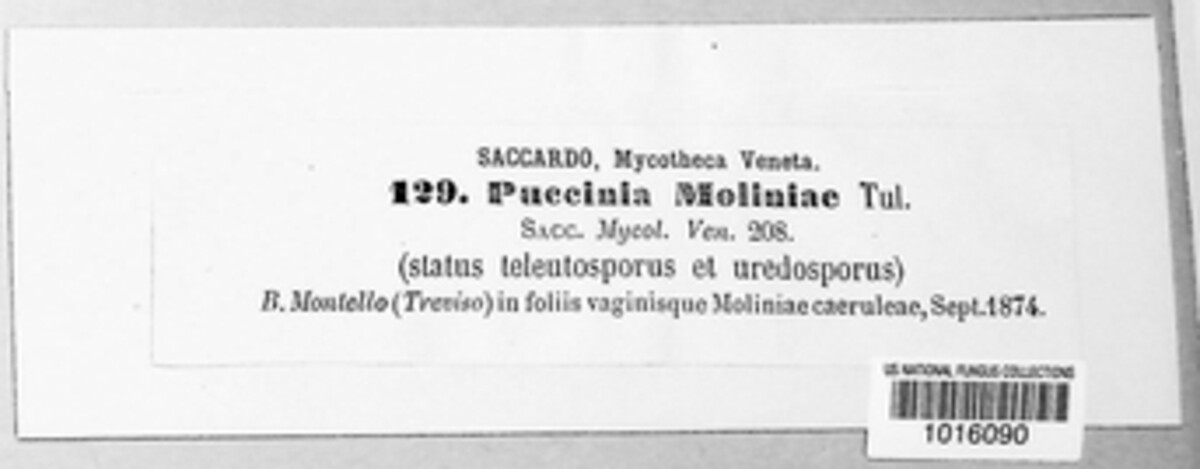 SACCARDO, Mycotheca Veneta.
129. Puccinia Moliniae Tul.
SACC. Mycol. Ven. 208.
(status teleutosporus et uredosporus)
B. Montello (Treviso) in foliis vaginisque Moliniae caeruleae, Sept. 1874.
US NATIONAL FUNGUS COLLECTIONS
1016090